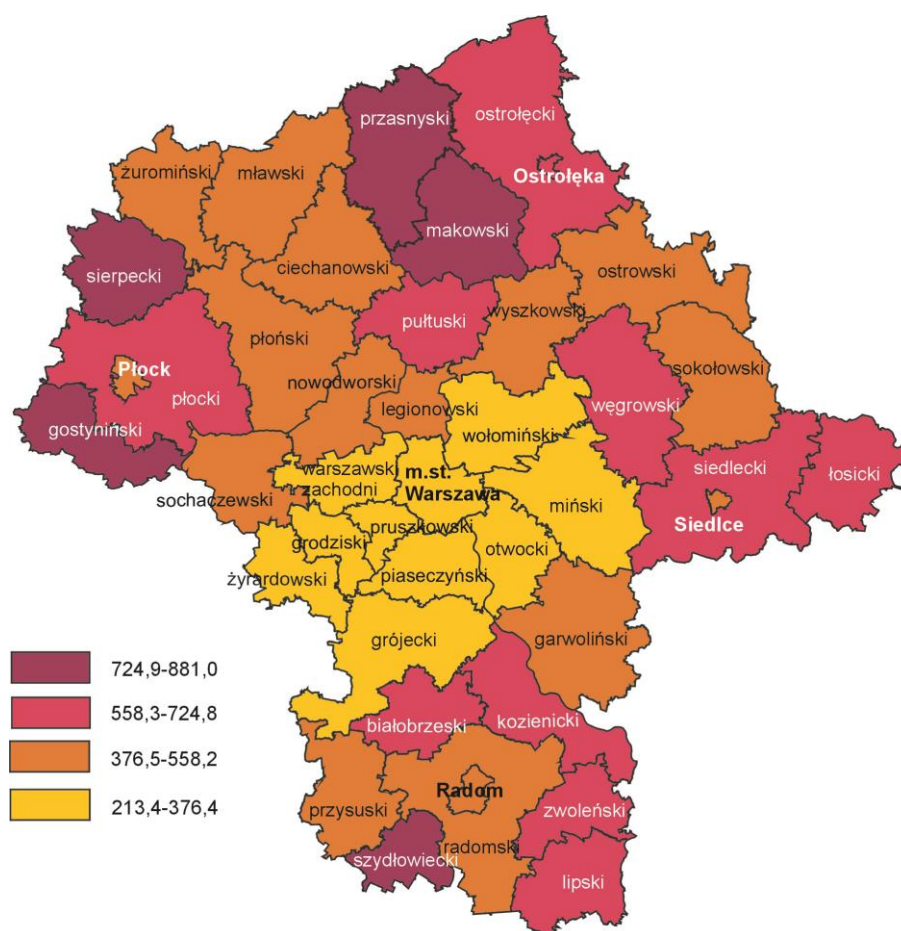 przasnyski
ostrołęcki
żuromiński
mławski
Ostrołęka
makowski
sierpecki
ciechanowski
ostrowski
pułtuski
wyszkowski
płoński
Płock
sokołowski
nowodworski
płocki
legionowski
węgrowski
gostyniński
wołomiński
warszawski
zachodni
m.st.
Warszawa
siedlecki
łosicki
sochaczewski
miński
Siedlce
pruszkowski
grodziski
otwocki
żyrardowski
piaseczyński
grójecki
garwoliński
724,9-881,0
558,3-724,8
376,5-558,2
213,4-376,4
białobrzeski
kozienicki
Radom
przysuski
zwoleński
radomski
szydłowiecki
lipski